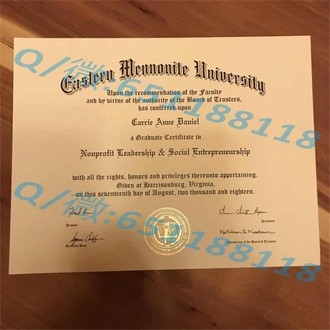 Eastern Mennonite University
Upon the recommendation of the Faculty
and by virtue of the authority of the Board of Trustees,
has conferred upon
Carrie Anne Daniel
a Graduate Certificate in
Nonprofit Leadership & Social Entrepreneurship
with all the rights, honors and privileges thereunto appertaining.
Given at Harrisonburg, Virginia,
on this seventeenth day of August, two thousand and eighteen.
President
Q/微:
Q/微: